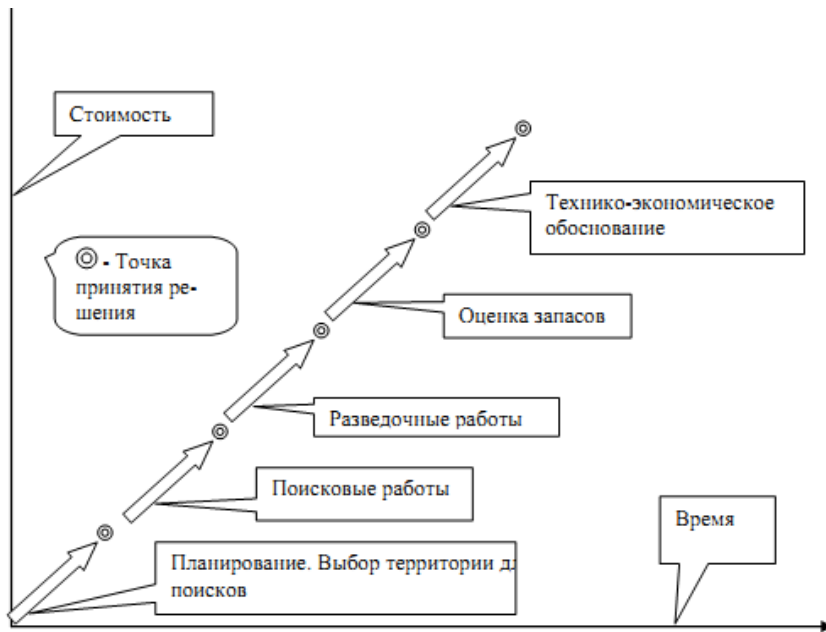 Стоимость
Технико-экономическое
обоснование
◎ - Точка
принятия ре-
шения
Оценка запасов
Разведочные работы
Поисковые работы
Время
Планирование. Выбор территории
поисков